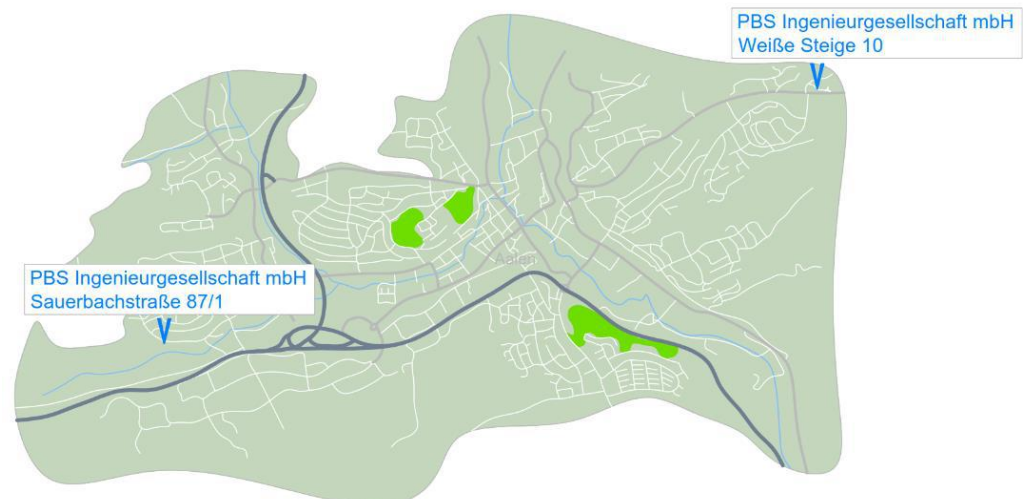 PBS Ingenieurgesellschaft mbH
Weiße Steige 10
Aalen
PBS Ingenieurgesellschaft mbH
Sauerbachstraße 87/1